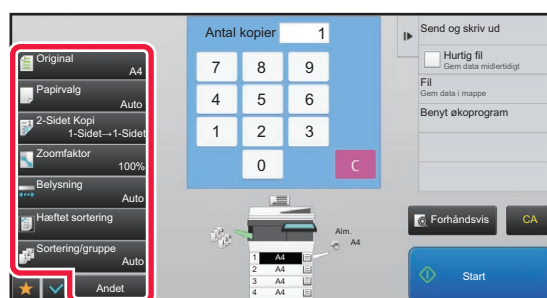 Original
A4
Papirvalg
Auto
2-Sidet Kopi
1-Sidet→1-Sidet
Zoomfaktor
100%
Belysning
Auto
Hæftet sortering
Sortering/gruppe
Auto
Andet
Antal kopier 1
7 8 9
4 5 6
1 2 3
0 C
Alm.
A4
1 A4
2 A4
3 A4
4 A4
Send og skriv ud
Hurtig fil
Gem data midlertidigt
Fil
Gem data i mappe
Benyt økoprogram
Forhåndsvis CA
Start